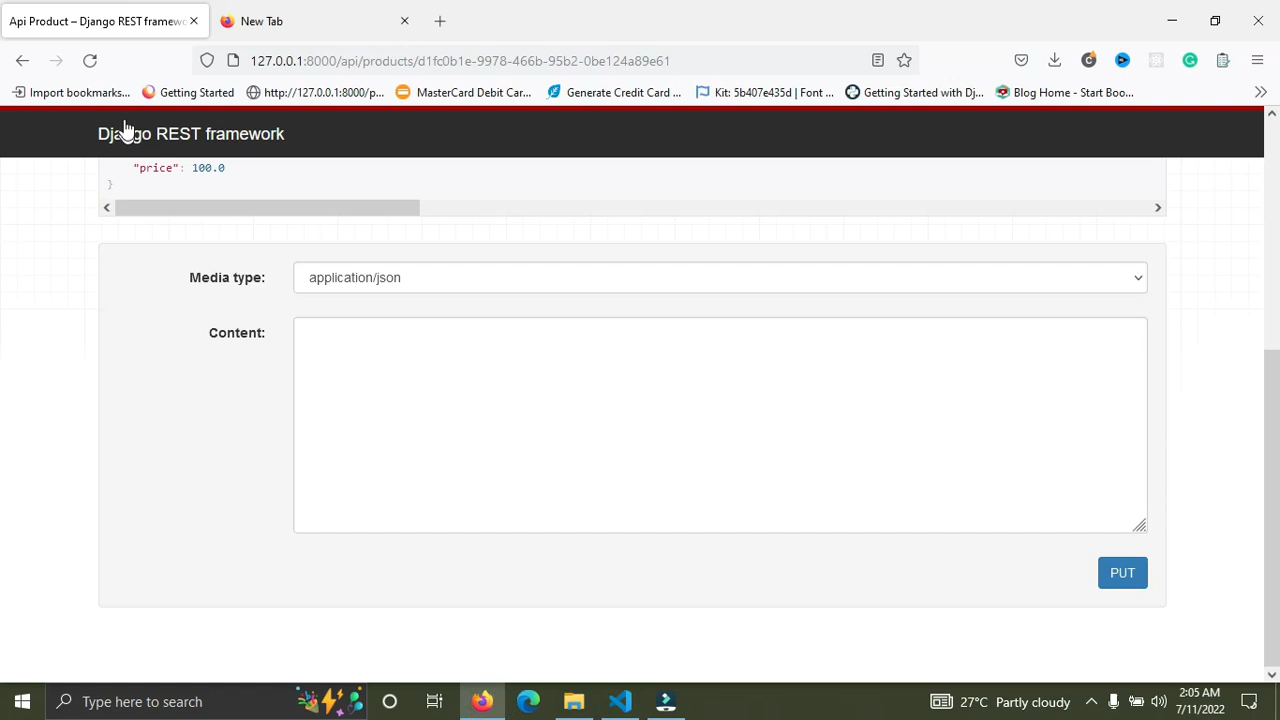 Api Product – Django REST framewo
New Tab
127.0.0.1:8000/api/products/d1fc0b1e-9978-466b-95b2-0be124a89e61
Import bookmarks...
Getting Started
http://127.0.0.1:8000/p...
MasterCard Debit Car...
Generate Credit Card ...
Kit: 5b407e435d | Font ...
Getting Started with Dj...
Blog Home - Start Boo...
Django REST framework
"price": 100.0
}
Media type:
application/json
Content:
PUT
Type here to search
27°C Partly cloudy
2:05 AM
7/11/2022